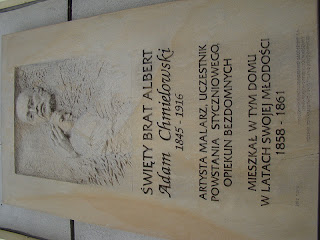 ŚWIĘTY BRAT ALBERT
Adam Chmielowski
1845 - 1916
ARTYSTA MALARZ, UCZESTNIK
POWSTANIA STYCZNIOWEGO,
OPIEKUN BEZDOMNYCH
MIESZKAŁ W TYM DOMU
W LATACH SWOJEJ MŁODOŚCI
1858 - 1861